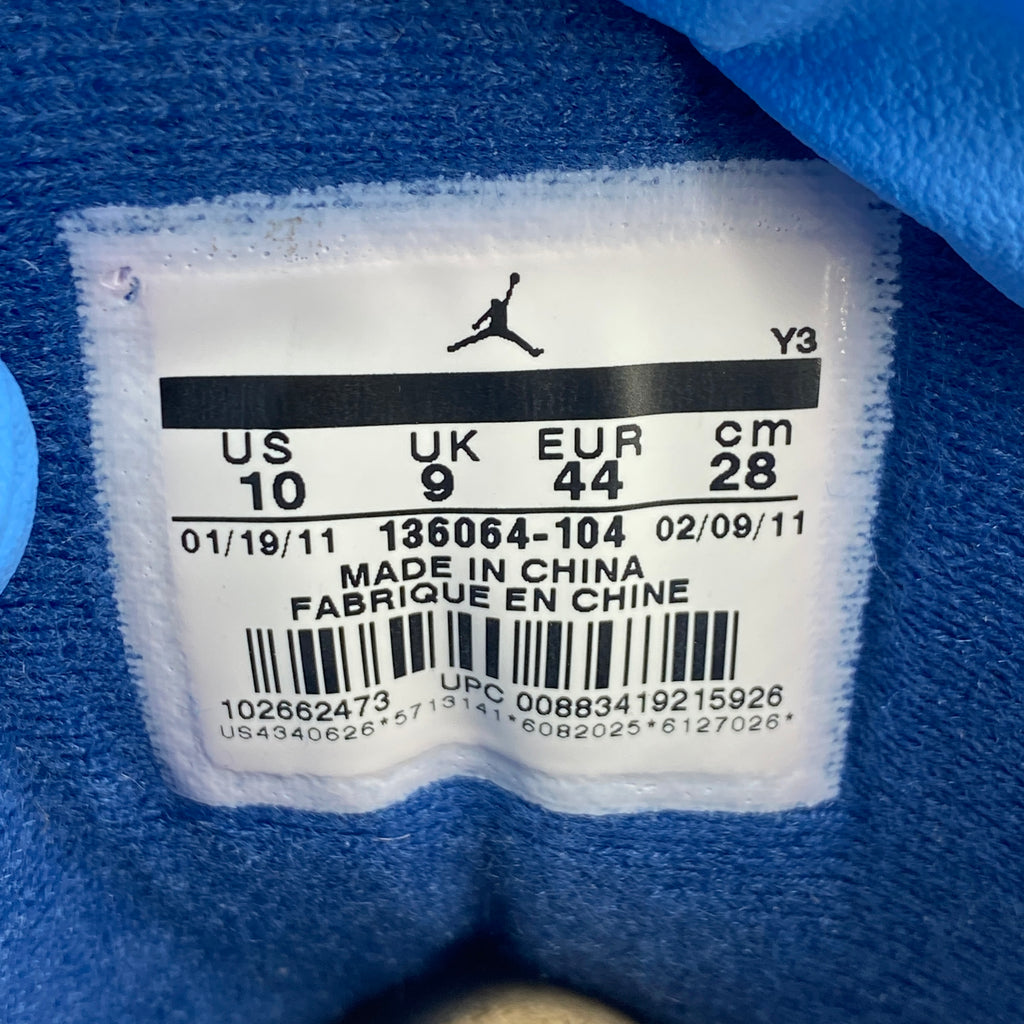 Y3
US UK EUR cm
10 9 44 28
01/19/11 136064-104 02/09/11
MADE IN CHINA
FABRIQUE EN CHINE
102662473 UPC 00883419215926
US4340626*5713141*6082025*6127026*